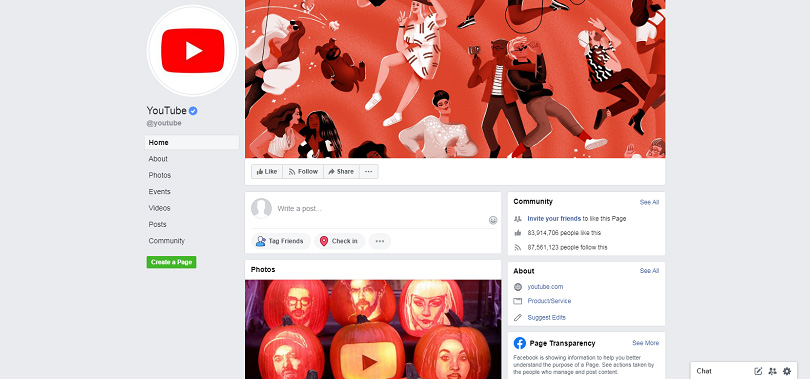 YouTube
@youtube
Home
About
Photos
Events
Videos
Posts
Community
Create a Page
Like
Follow
Share
Write a post...
Tag Friends
Check in
Photos
Community
See All
Invite your friends to like this Page
83,914,706 people like this
87,561,123 people follow this
About
See All
youtube.com
Product/Service
Suggest Edits
Page Transparency
See More
Facebook is showing information to help you better
understand the purpose of a Page. See actions taken by
the people who manage and post content.
Chat